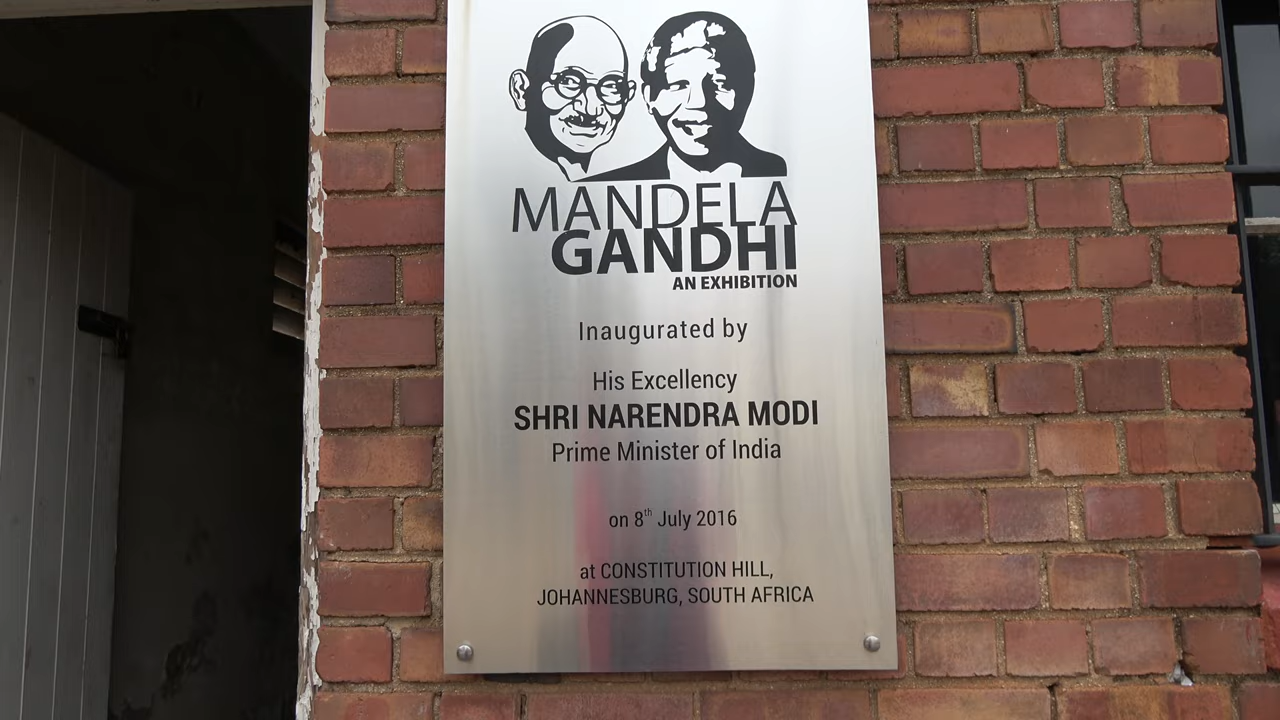 MANDELA
GANDHI
AN EXHIBITION
Inaugurated by
His Excellency
SHRI NARENDRA MODI
Prime Minister of India
on 8th July 2016
at CONSTITUTION HILL,
JOHANNESBURG, SOUTH AFRICA